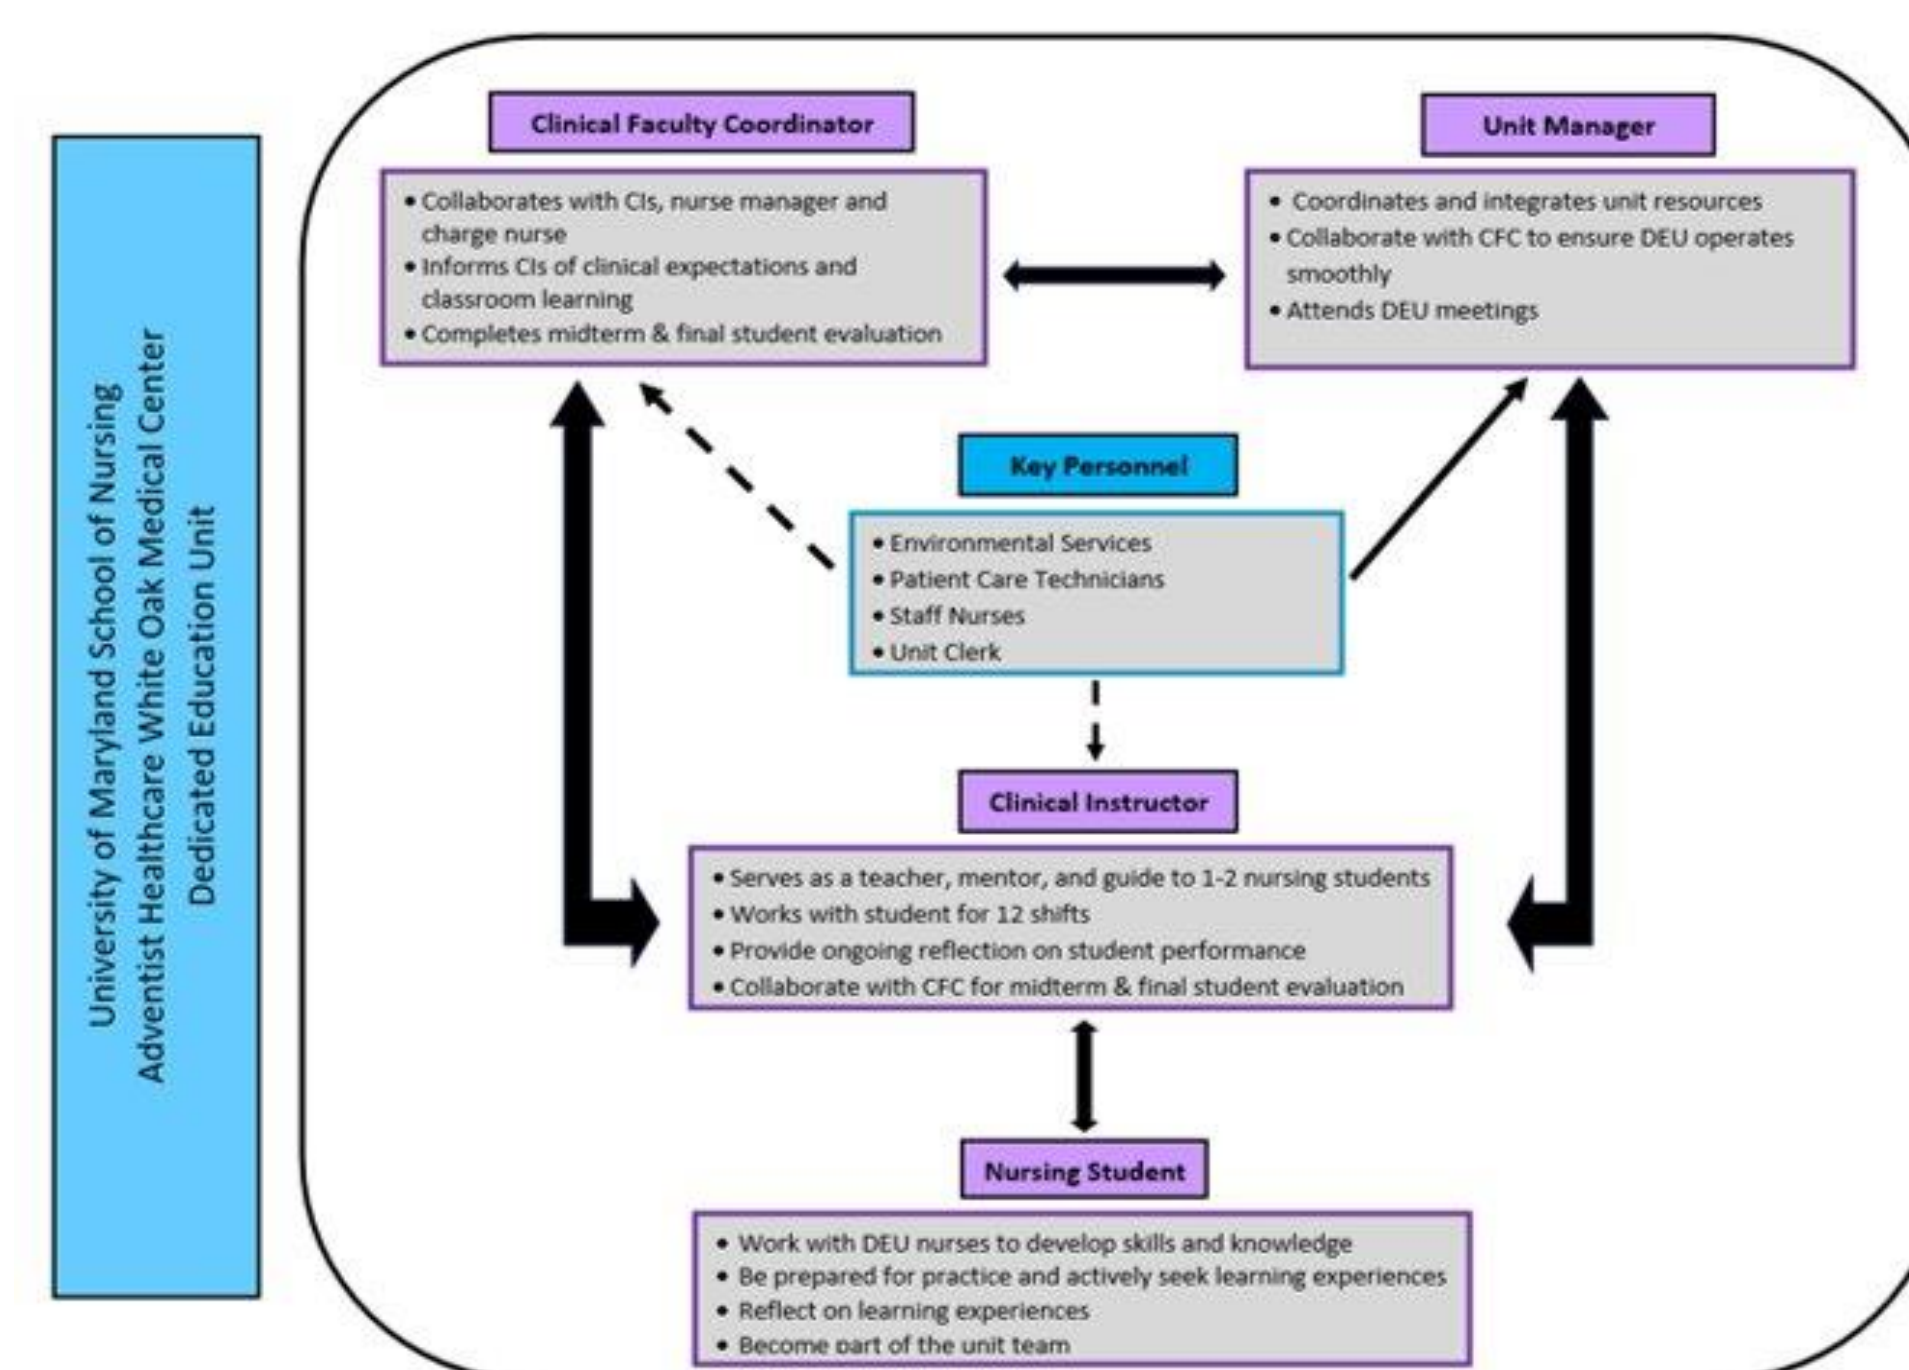 University of Maryland School of Nursing
Adventist Healthcare White Oak Medical Center
Dedicated Education Unit
Clinical Faculty Coordinator
• Collaborates with CIs, nurse manager and
charge nurse
• Informs CIs of clinical expectations and
classroom learning
• Completes midterm & final student evaluation
Unit Manager
• Coordinates and integrates unit resources
• Collaborate with CFC to ensure DEU operates
smoothly
• Attends DEU meetings
Key Personnel
• Environmental Services
• Patient Care Technicians
• Staff Nurses
• Unit Clerk
Clinical Instructor
• Serves as a teacher, mentor, and guide to 1-2 nursing students
• Works with student for 12 shifts
• Provide ongoing reflection on student performance
• Collaborate with CFC for midterm & final student evaluation
Nursing Student
• Work with DEU nurses to develop skills and knowledge
• Be prepared for practice and actively seek learning experiences
• Reflect on learning experiences
• Become part of the unit team